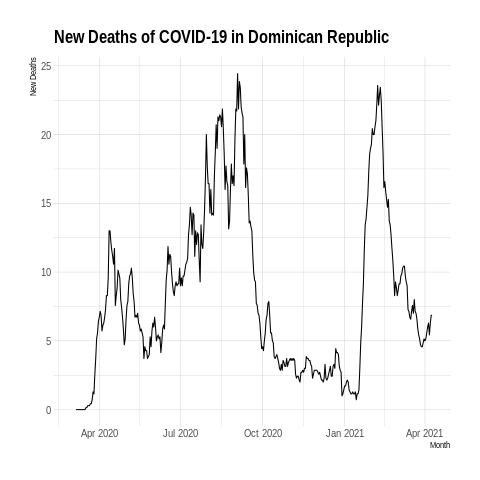 New Deaths of COVID-19 in Dominican Republic
New Deaths
25
20
15
10
5
0
Apr 2020 Jul 2020 Oct 2020 Jan 2021 Apr 2021
Month